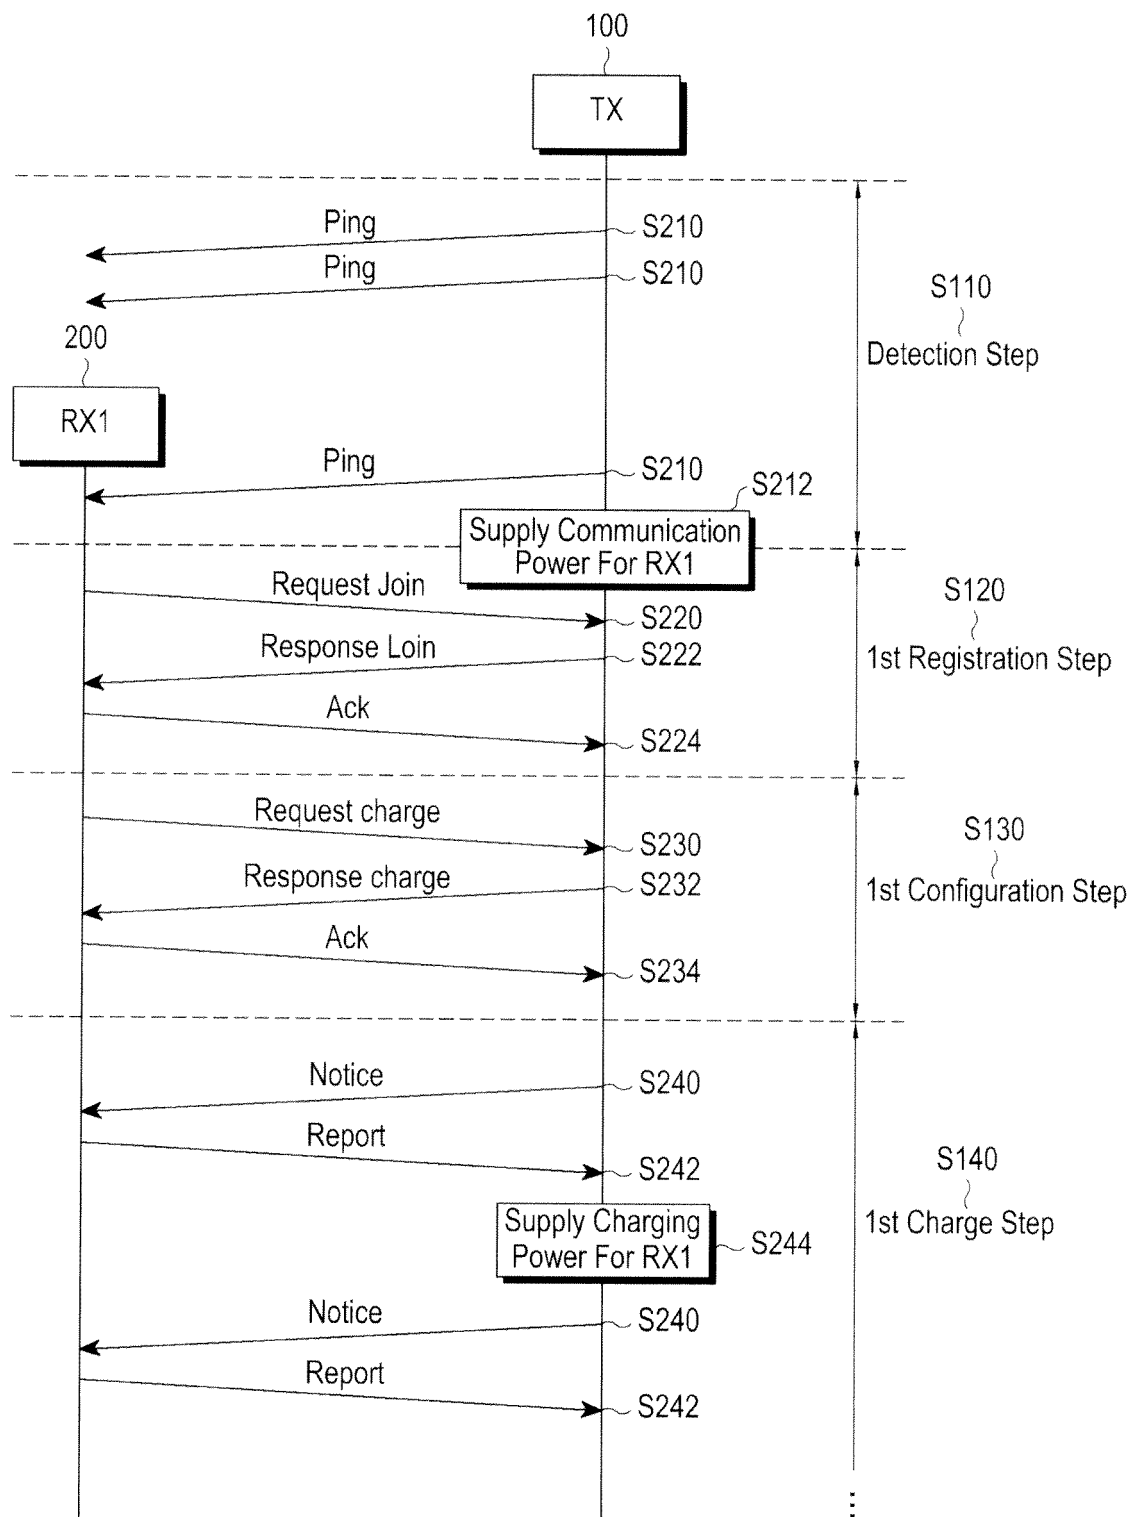 100
TX
Ping
S210
Ping
S210
S110
Detection Step
200
RX1
Ping
S210
S212
Supply Communication
Power For RX1
Request Join
S220
S120
1st Registration Step
Response Loin
S222
Ack
S224
Request charge
S230
S130
1st Configuration Step
Response charge
S232
Ack
S234
Notice
S240
Report
S242
S140
1st Charge Step
Supply Charging
Power For RX1
S244
Notice
S240
Report
S242